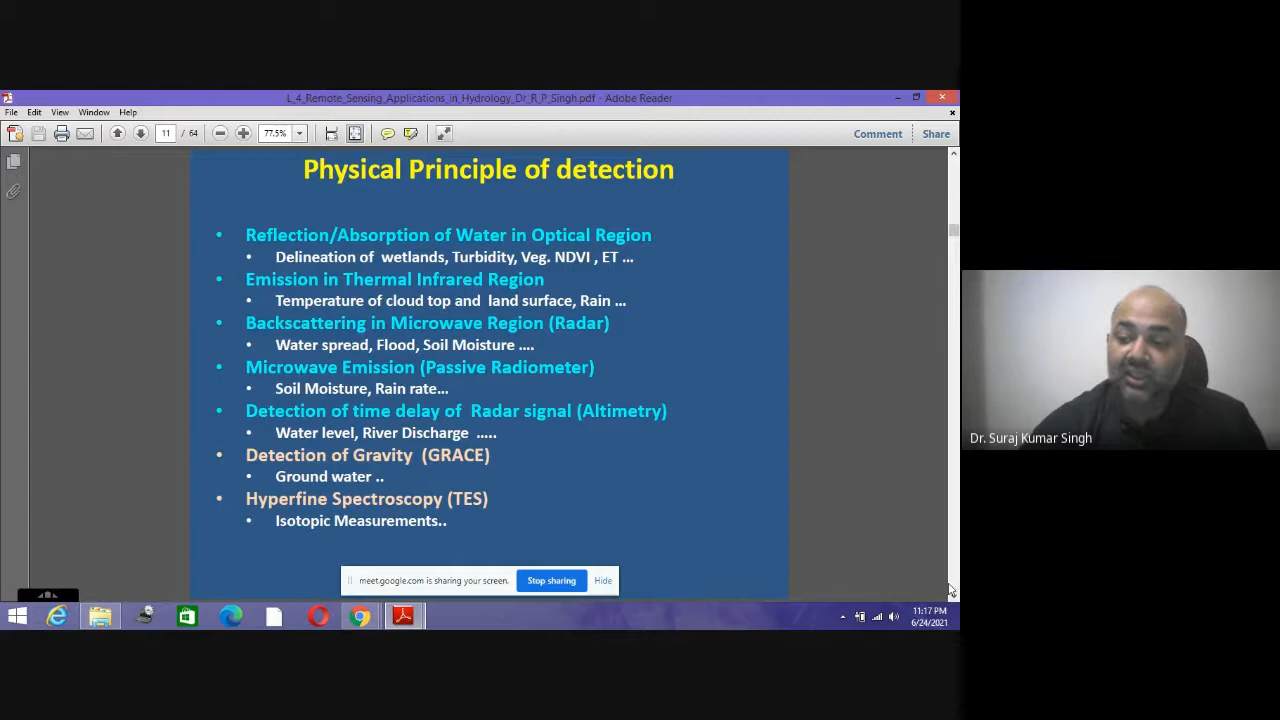 L_4_Remote_Sensing_Applications_in_Hydrology_Dr_R_P_Singh.pdf - Adobe Reader
File Edit View Window Help
11 / 64 77.5% Comment Share
Physical Principle of detection
• Reflection/Absorption of Water in Optical Region
• Delineation of wetlands, Turbidity, Veg. NDVI , ET ...
• Emission in Thermal Infrared Region
• Temperature of cloud top and land surface, Rain ...
• Backscattering in Microwave Region (Radar)
• Water spread, Flood, Soil Moisture ....
• Microwave Emission (Passive Radiometer)
• Soil Moisture, Rain rate...
• Detection of time delay of Radar signal (Altimetry)
• Water level, River Discharge .....
• Detection of Gravity (GRACE)
• Ground water ..
• Hyperfine Spectroscopy (TES)
• Isotopic Measurements..
meet.google.com is sharing your screen. Stop sharing Hide
11:17 PM
6/24/2021
Dr. Suraj Kumar Singh